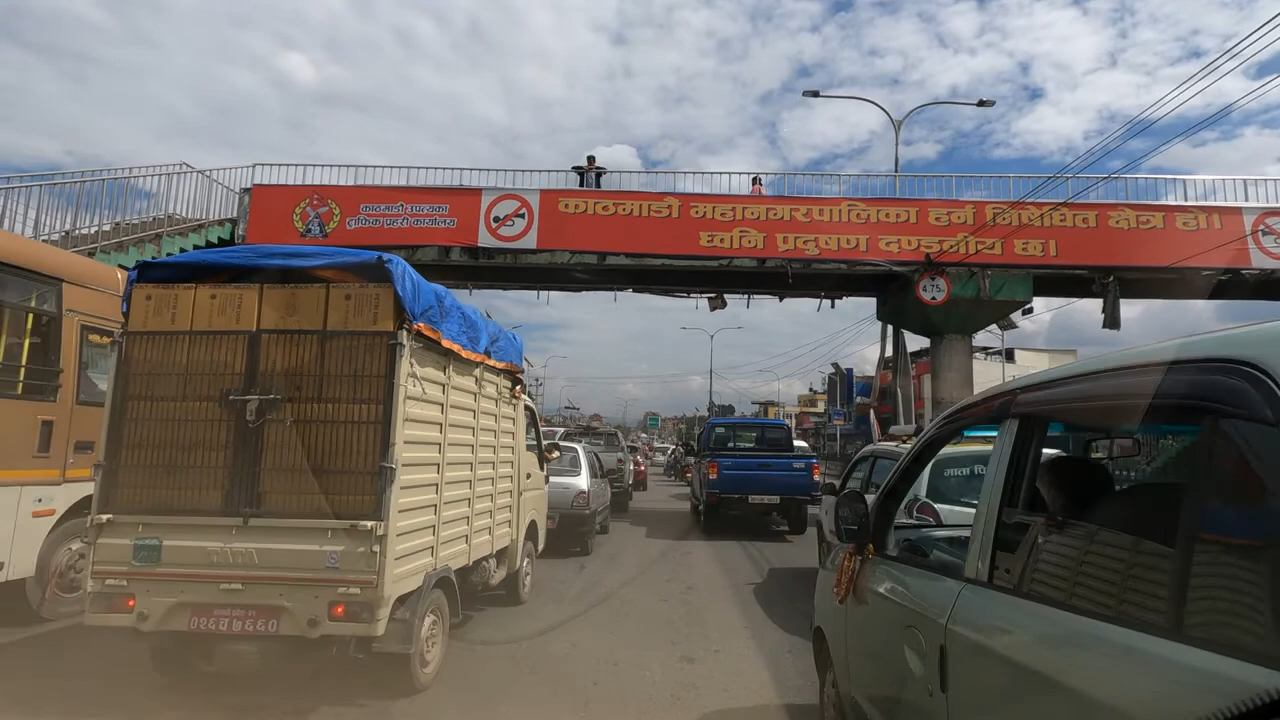 काठमाडौं उपत्यका
ट्राफिक प्रहरी कार्यालय
काठमाडौं महानगरपालिका हर्न निषेधित क्षेत्र हो।
ध्वनि प्रदुषण दण्डनीय छ।
4.75
माता पि
TATA